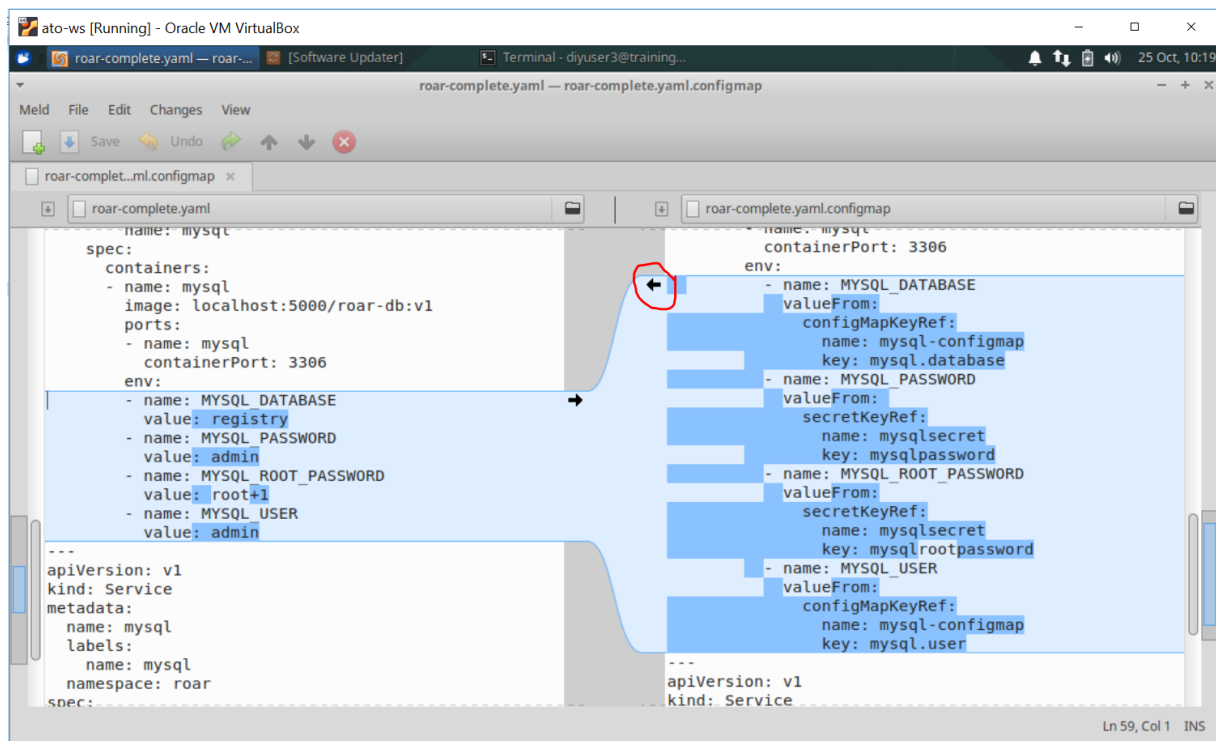 ato-ws [Running] - Oracle VM VirtualBox
roar-complete.yaml — roar-... [Software Updater] Terminal - diyuser3@training... 25 Oct, 10:19
roar-complete.yaml — roar-complete.yaml.configmap
Meld File Edit Changes View
Save Undo
roar-complet...ml.configmap
roar-complete.yaml
name: mysql
spec:
containers:
- name: mysql
image: localhost:5000/roar-db:v1
ports:
- name: mysql
containerPort: 3306
env:
- name: MYSQL_DATABASE
value: registry
- name: MYSQL_PASSWORD
value: admin
- name: MYSQL_ROOT_PASSWORD
value: root+1
- name: MYSQL_USER
value: admin
---
apiVersion: v1
kind: Service
metadata:
name: mysql
labels:
name: mysql
namespace: roar
spec:
roar-complete.yaml.configmap
- name: mysql
containerPort: 3306
env:
- name: MYSQL_DATABASE
valueFrom:
configMapKeyRef:
name: mysql-configmap
key: mysql.database
- name: MYSQL_PASSWORD
valueFrom:
secretKeyRef:
name: mysqlsecret
key: mysqlpassword
- name: MYSQL_ROOT_PASSWORD
valueFrom:
secretKeyRef:
name: mysqlsecret
key: mysqlrootpassword
- name: MYSQL_USER
valueFrom:
configMapKeyRef:
name: mysql-configmap
key: mysql.user
---
apiVersion: v1
kind: Service
Ln 59, Col 1 INS